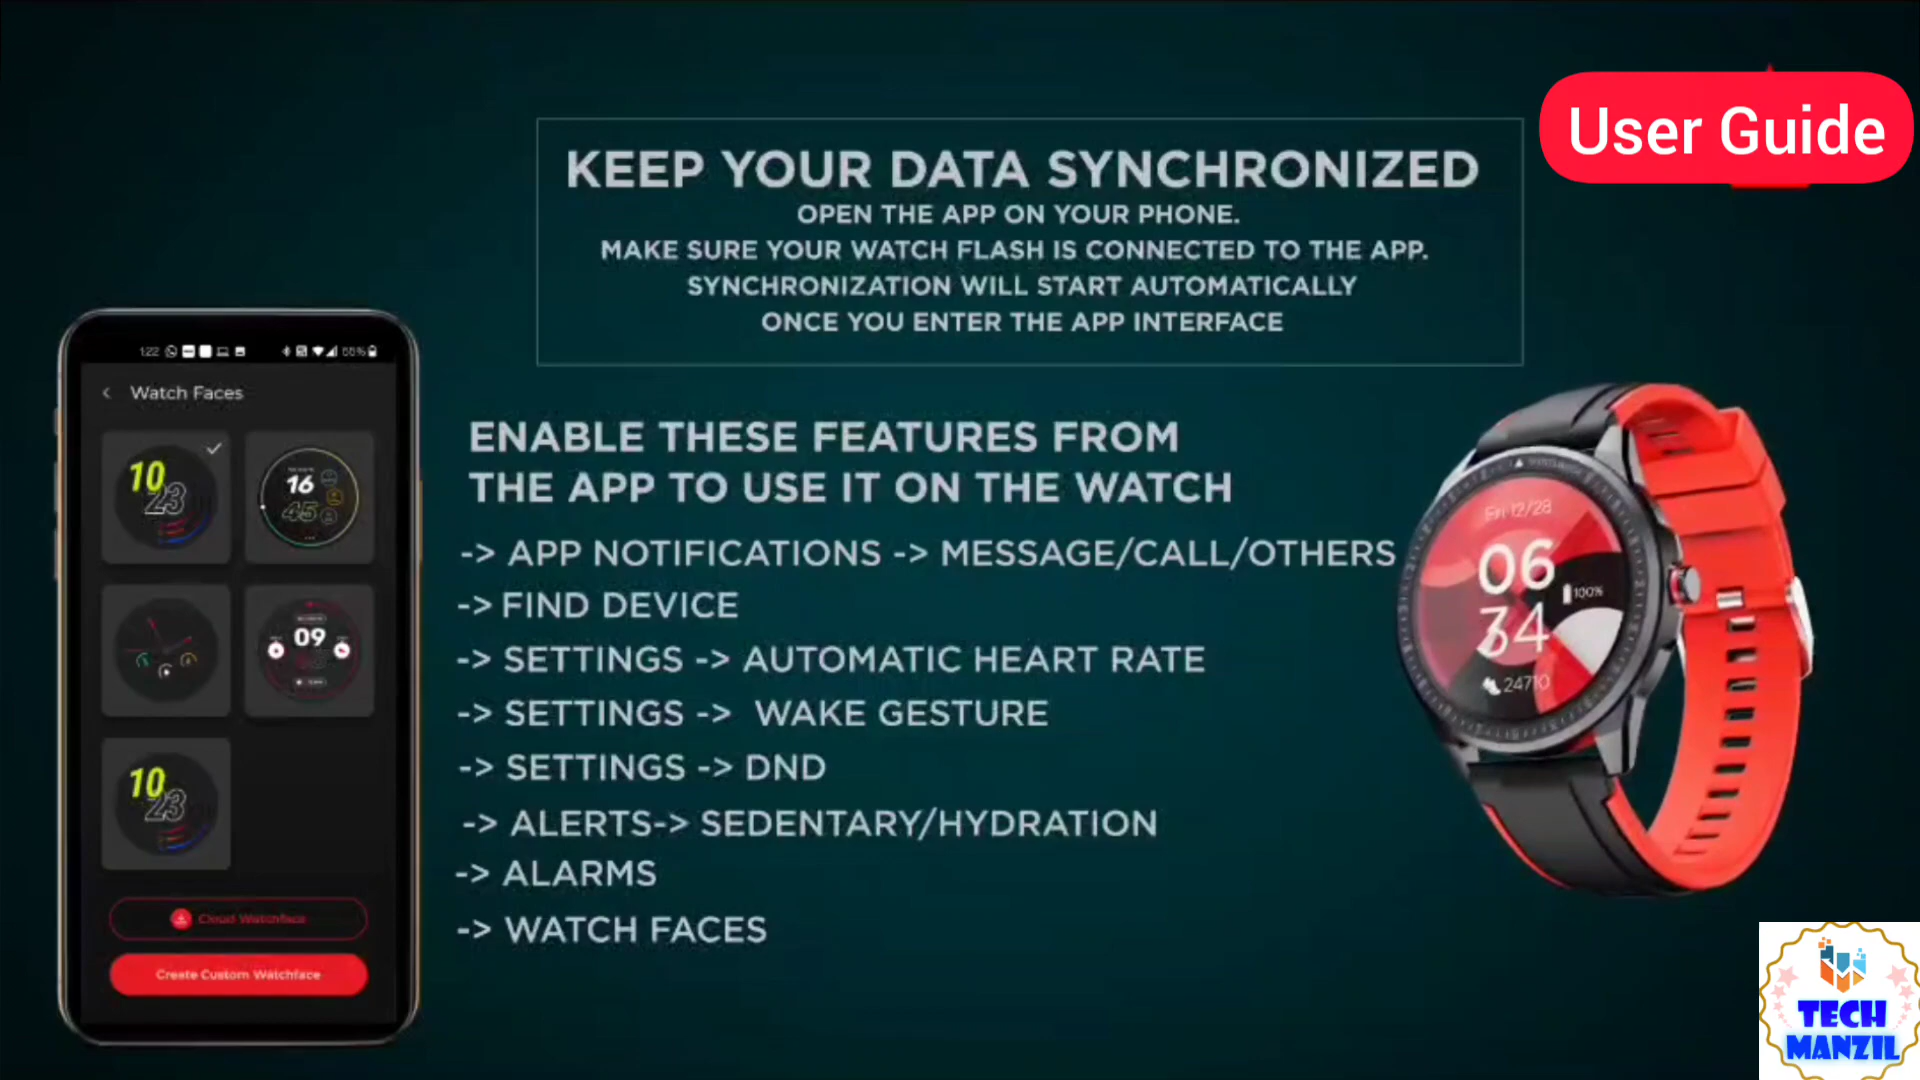 User Guide
KEEP YOUR DATA SYNCHRONIZED
OPEN THE APP ON YOUR PHONE.
MAKE SURE YOUR WATCH FLASH IS CONNECTED TO THE APP.
SYNCHRONIZATION WILL START AUTOMATICALLY
ONCE YOU ENTER THE APP INTERFACE
ENABLE THESE FEATURES FROM
THE APP TO USE IT ON THE WATCH
-> APP NOTIFICATIONS -> MESSAGE/CALL/OTHERS
-> FIND DEVICE
-> SETTINGS -> AUTOMATIC HEART RATE
-> SETTINGS -> WAKE GESTURE
-> SETTINGS -> DND
-> ALERTS-> SEDENTARY/HYDRATION
-> ALARMS
-> WATCH FACES
1:22
Watch Faces
10
23
16
45
09
10
23
Cloud Watchface
Create Custom Watchface
Fri 12/28
06
34
100%
24710
TECH
MANZIL